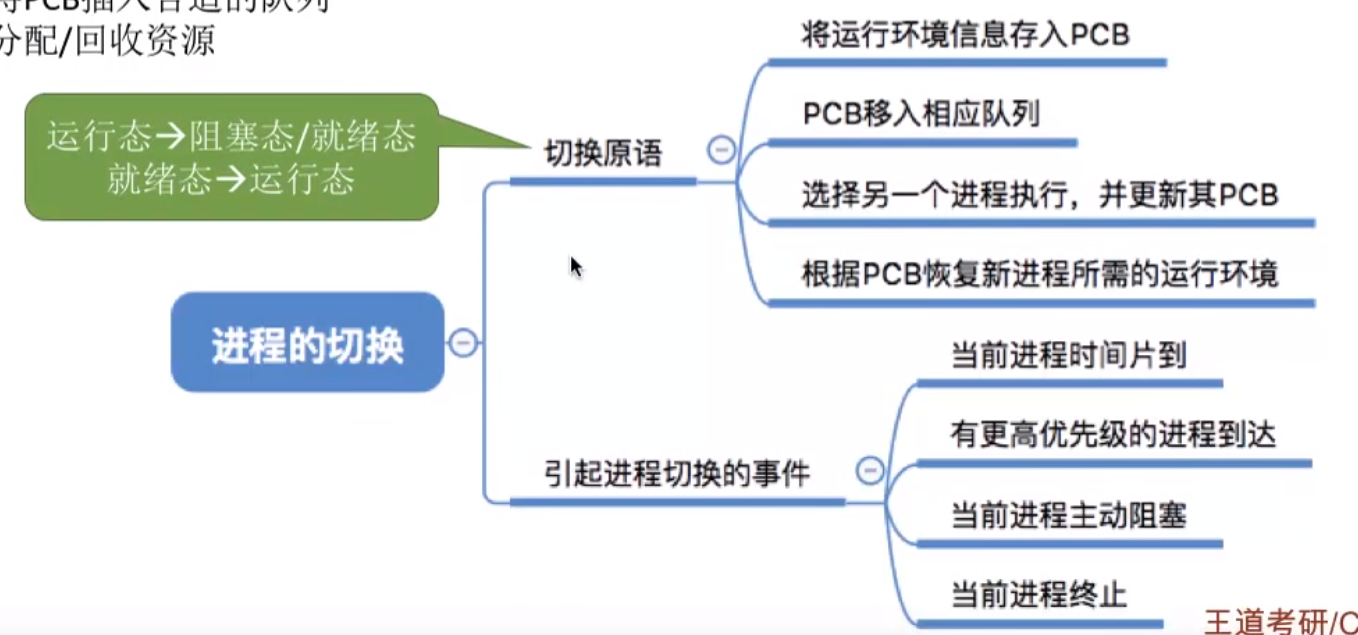 将PCB插入合适的队列
分配/回收资源
运行态→阻塞态/就绪态
就绪态→运行态
进程的切换
切换原语
将运行环境信息存入PCB
PCB移入相应队列
选择另一个进程执行，并更新其PCB
根据PCB恢复新进程所需的运行环境
引起进程切换的事件
当前进程时间片到
有更高优先级的进程到达
当前进程主动阻塞
当前进程终止
王道考研/C